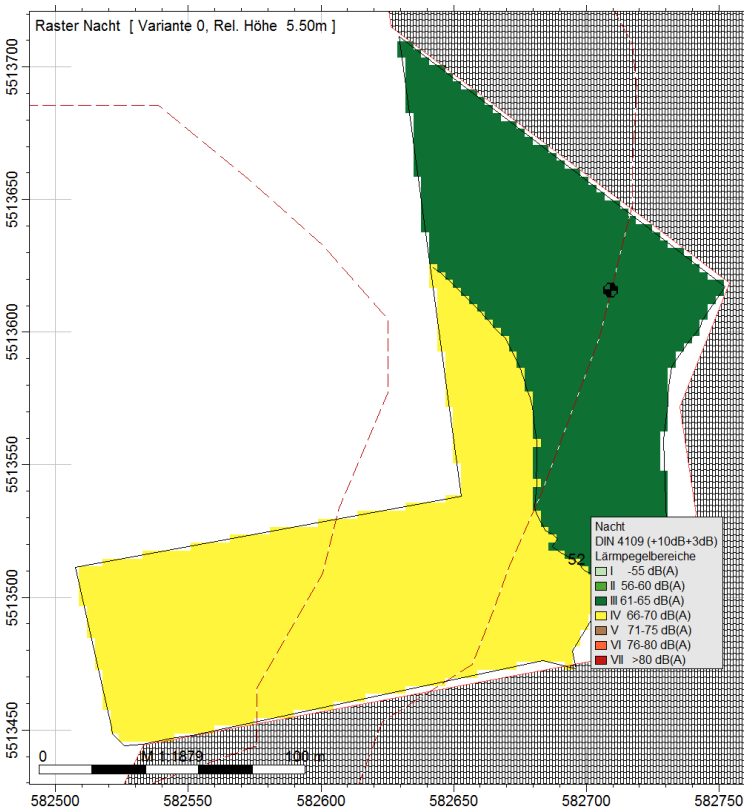 Raster Nacht [ Variante 0, Rel. Höhe 5.50m ]
5513700
5513650
5513600
5513550
5513500
5513450
52
Nacht
DIN 4109 (+10dB+3dB)
Lärmpegelbereiche
I -55 dB(A)
II 56-60 dB(A)
III 61-65 dB(A)
IV 66-70 dB(A)
V 71-75 dB(A)
VI 76-80 dB(A)
VII >80 dB(A)
0 M 1:1879 100 m
582500 582550 582600 582650 582700 582750